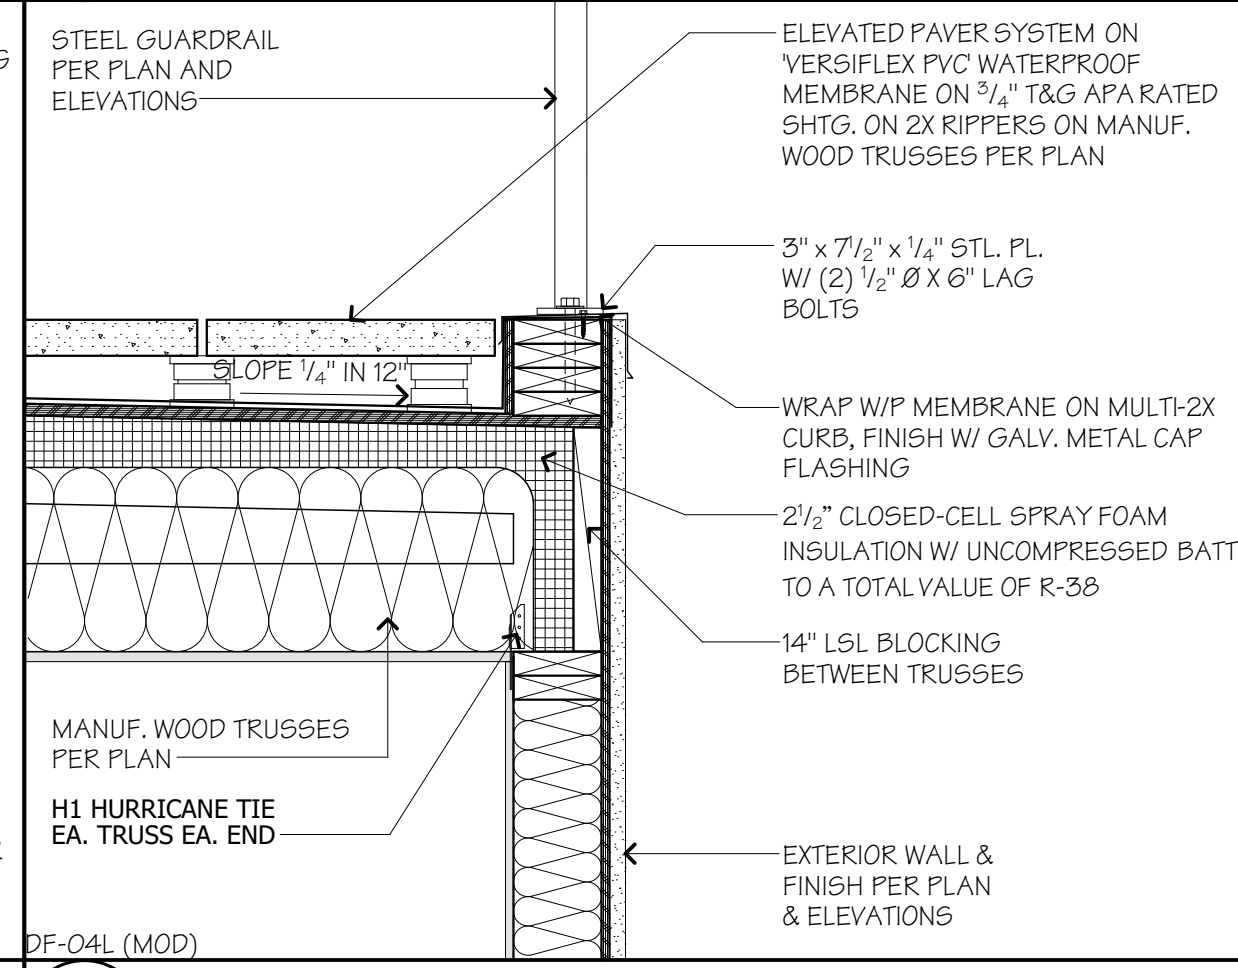 STEEL GUARDRAIL
PER PLAN AND
ELEVATIONS
ELEVATED PAVER SYSTEM ON
'VERSIFLEX PVC' WATERPROOF
MEMBRANE ON 3/4" T&G APA RATED
SHTG. ON 2X RIPPERS ON MANUF.
WOOD TRUSSES PER PLAN
3" x 7 1/2" x 1/4" STL. PL.
W/ (2) 1/2" Ø X 6" LAG
BOLTS
SLOPE 1/4" IN 12"
WRAP W/P MEMBRANE ON MULTI-2X
CURB, FINISH W/ GALV. METAL CAP
FLASHING
2 1/2” CLOSED-CELL SPRAY FOAM
INSULATION W/ UNCOMPRESSED BATT
TO A TOTAL VALUE OF R-38
14" LSL BLOCKING
BETWEEN TRUSSES
MANUF. WOOD TRUSSES
PER PLAN
H1 HURRICANE TIE
EA. TRUSS EA. END
EXTERIOR WALL &
FINISH PER PLAN
& ELEVATIONS
DF-04L (MOD)